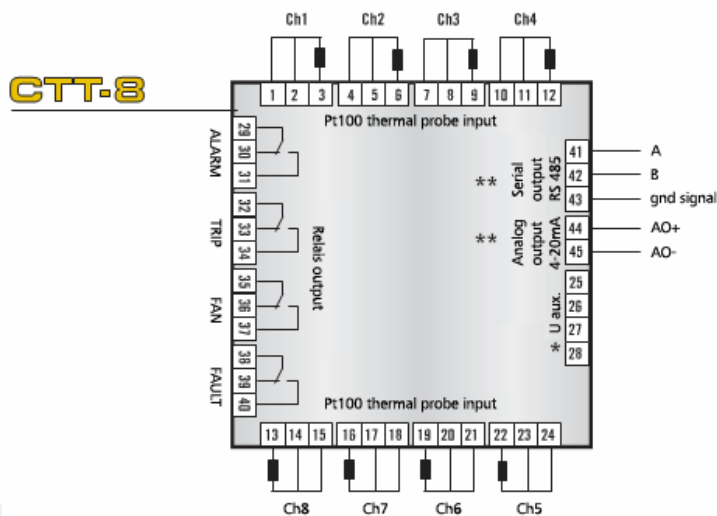 Ch1 Ch2 Ch3 Ch4
CTT-8
1 2 3 4 5 6 7 8 9 10 11 12
Pt100 thermal probe input
ALARM
29
30
31
TRIP
32
33
34
FAN
35
36
37
FAULT
38
39
40
Relais output
** Serial output RS 485
41 A
42 B
43 gnd signal
** Analog output 4-20mA
44 AO+
45 AO-
* U aux.
25
26
27
28
Pt100 thermal probe input
13 14 15 16 17 18 19 20 21 22 23 24
Ch8 Ch7 Ch6 Ch5